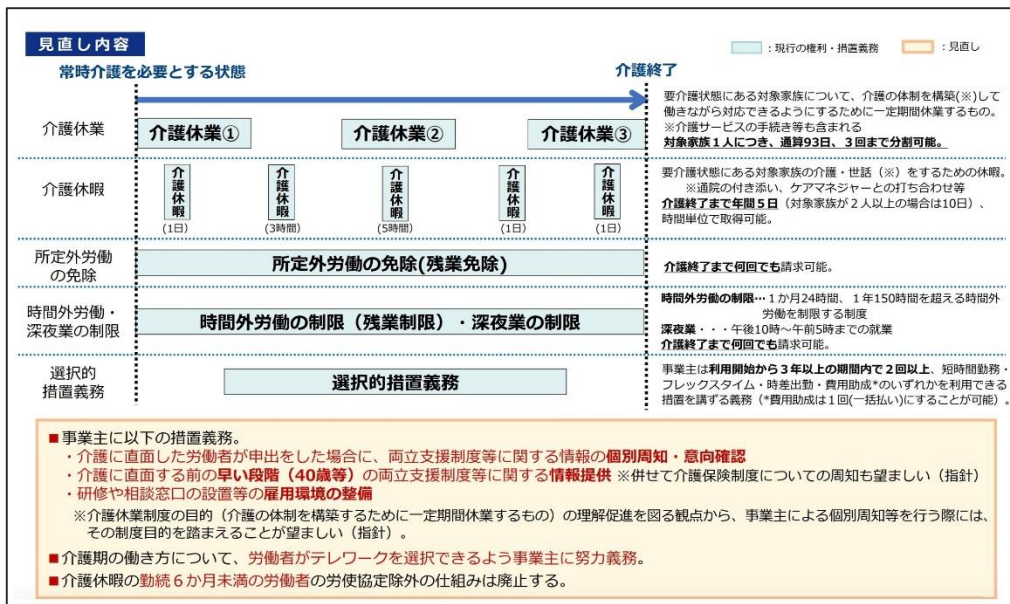 見直し内容
：現行の権利・措置義務
：見直し
常時介護を必要とする状態
介護終了
介護休業
介護休業①
介護休業②
介護休業③
要介護状態にある対象家族について、介護の体制を構築(※)して
働きながら対応できるようにするために一定期間休業するもの。
※介護サービスの手続き等も含まれる
対象家族１人につき、通算93日、３回まで分割可能。
介護休暇
介護休暇
(1日)
介護休暇
(3時間)
介護休暇
(5時間)
介護休暇
(1日)
介護休暇
(1日)
要介護状態にある対象家族の介護・世話（※）をするための休暇。
※通院の付き添い、ケアマネジャーとの打ち合わせ等
介護終了まで年間５日（対象家族が２人以上の場合は10日）、
時間単位で取得可能。
所定外労働
の免除
所定外労働の免除(残業免除)
介護終了まで何回でも請求可能。
時間外労働・
深夜業の制限
時間外労働の制限（残業制限）・深夜業の制限
時間外労働の制限…１か月24時間、１年150時間を超える時間外
労働を制限する制度
深夜業・・・午後10時～午前5時までの就業
介護終了まで何回でも請求可能。
選択的
措置義務
選択的措置義務
事業主は利用開始から３年以上の期間内で２回以上、短時間勤務・
フレックスタイム・時差出勤・費用助成*のいずれかを利用できる
措置を講ずる義務（*費用助成は１回(一括払い)にすることが可能）。
■事業主に以下の措置義務。
・介護に直面した労働者が申出をした場合に、両立支援制度等に関する情報の個別周知・意向確認
・介護に直面する前の早い段階（40歳等）の両立支援制度等に関する情報提供 ※併せて介護保険制度についての周知も望ましい（指針）
・研修や相談窓口の設置等の雇用環境の整備
※介護休業制度の目的（介護の体制を構築するために一定期間休業するもの）の理解促進を図る観点から、事業主による個別周知等を行う際には、
その制度目的を踏まえることが望ましい（指針）。
■介護期の働き方について、労働者がテレワークを選択できるよう事業主に努力義務。
■介護休暇の勤続６か月未満の労働者の労使協定除外の仕組みは廃止する。